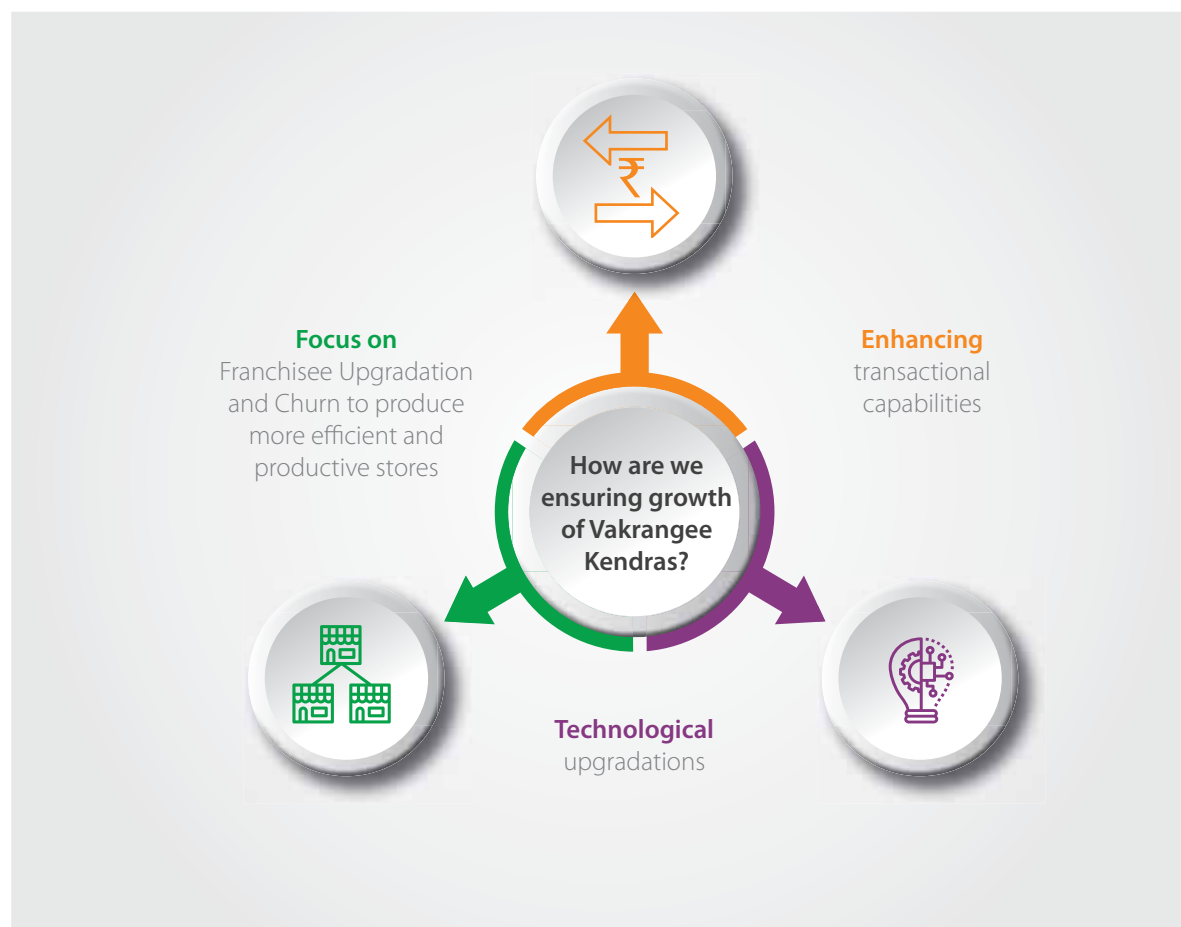 ₹
Focus on
Franchisee Upgradation
and Churn to produce
more efficient and
productive stores
Enhancing
transactional
capabilities
How are we
ensuring growth
of Vakrangee
Kendras?
Technological
upgradations